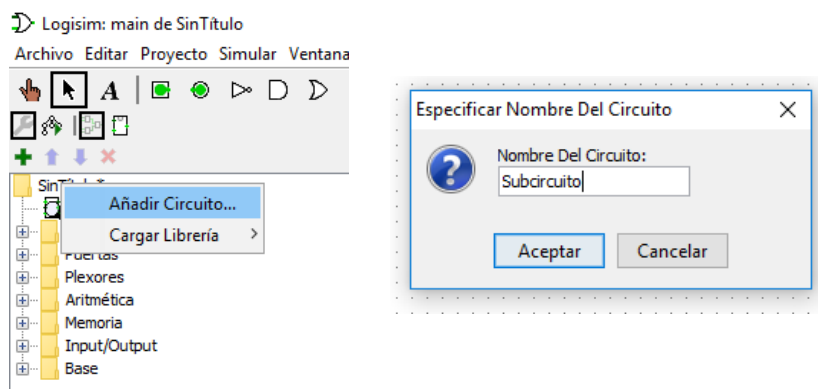 Logisim: main de SinTítulo
Archivo Editar Proyecto Simular Ventana
A
SinTítulo*
Añadir Circuito...
Cargar Librería >
Puertas
Plexores
Aritmética
Memoria
Input/Output
Base
Especificar Nombre Del Circuito
Nombre Del Circuito:
Subcircuito
Aceptar Cancelar